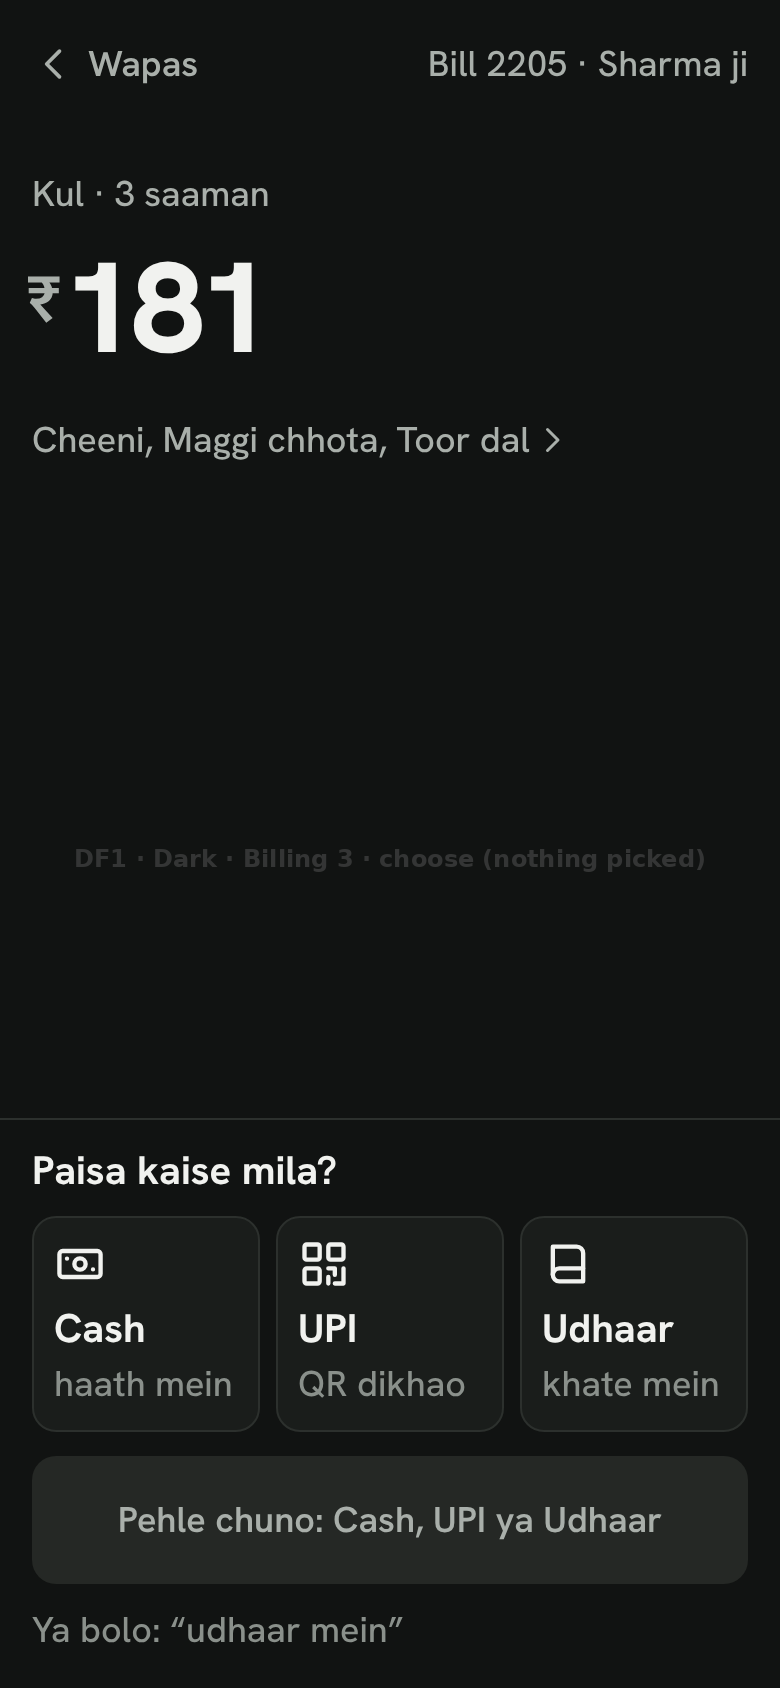 Wapas
Bill 2205 · Sharma ji
Kul · 3 saaman
₹181
Cheeni, Maggi chhota, Toor dal
DF1 · Dark · Billing 3 · choose (nothing picked)
Paisa kaise mila?
Cash
haath mein
UPI
QR dikhao
Udhaar
khate mein
Pehle chuno: Cash, UPI ya Udhaar
Ya bolo: “udhaar mein”